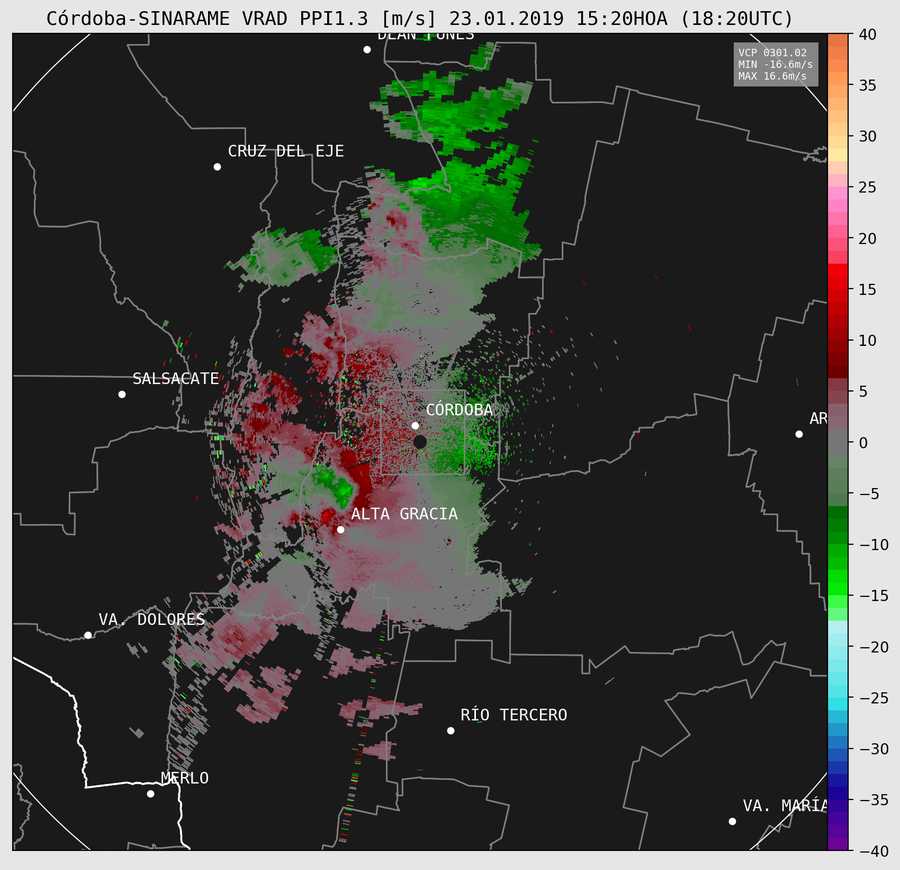 Córdoba-SINARAME VRAD PPI1.3 [m/s] 23.01.2019 15:20HOA (18:20UTC)
DEÁN FUNES
VCP 0301.02
MIN -16.6m/s
MAX 16.6m/s
CRUZ DEL EJE
SALSACATE
CÓRDOBA
AR
ALTA GRACIA
VA. DOLORES
RÍO TERCERO
MERLO
VA. MARÍA
40
35
30
25
20
15
10
5
0
−5
−10
−15
−20
−25
−30
−35
−40